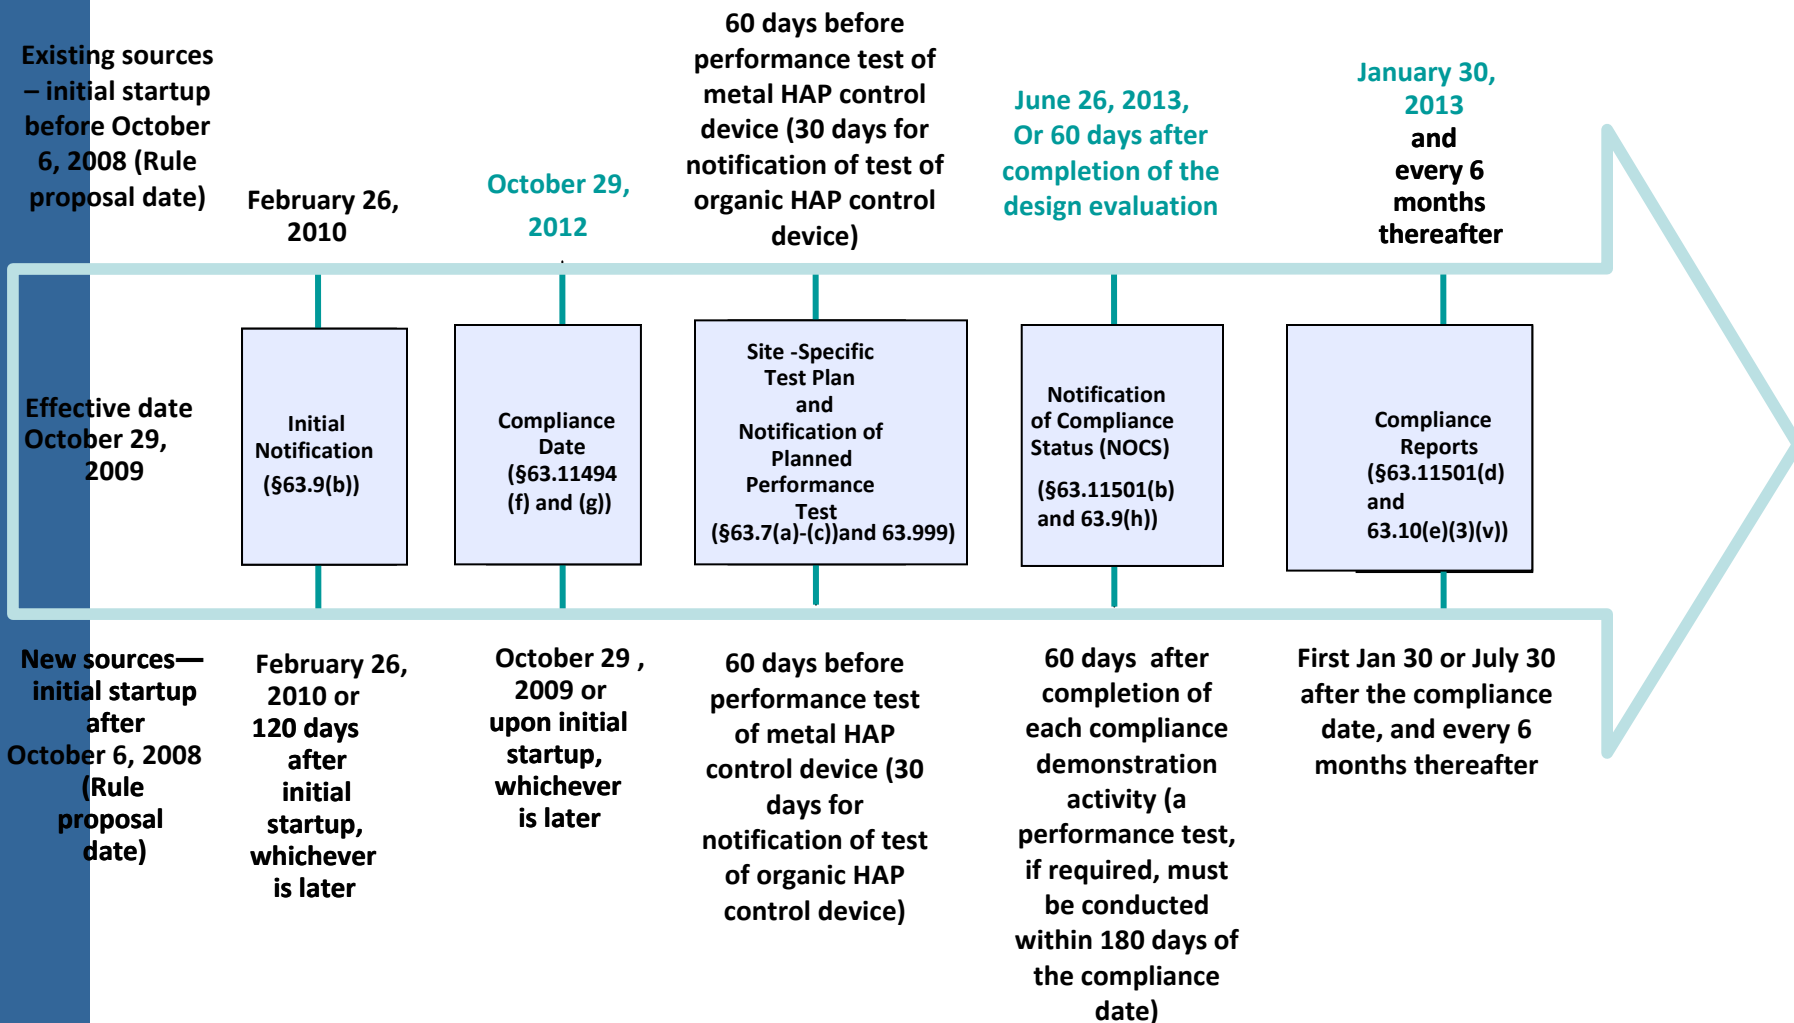 Existing sources
– initial startup
before October
6, 2008 (Rule
proposal date)
February 26,
2010
October 29,
2012
60 days before
performance test of
metal HAP control
device (30 days for
notification of test of
organic HAP control
device)
June 26, 2013,
Or 60 days after
completion of the
design evaluation
January 30,
2013
and
every 6
months
thereafter
Effective date
October 29,
2009
Initial
Notification
(§63.9(b))
Compliance
Date
(§63.11494
(f) and (g))
Site -Specific
Test Plan
and
Notification of
Planned
Performance
Test
(§63.7(a)-(c))and 63.999)
Notification
of Compliance
Status (NOCS)
(§63.11501(b)
and 63.9(h))
Compliance
Reports
(§63.11501(d)
and
63.10(e)(3)(v))
New sources—
initial startup
after
October 6, 2008
(Rule
proposal
date)
February 26,
2010 or
120 days
after
initial
startup,
whichever
is later
October 29 ,
2009 or
upon initial
startup,
whichever
is later
60 days before
performance test
of metal HAP
control device (30
days for
notification of test
of organic HAP
control device)
60 days  after
completion of
each compliance
demonstration
activity (a
performance test,
if required, must
be conducted
within 180 days of
the compliance
date)
First Jan 30 or July 30
after the compliance
date, and every 6
months thereafter